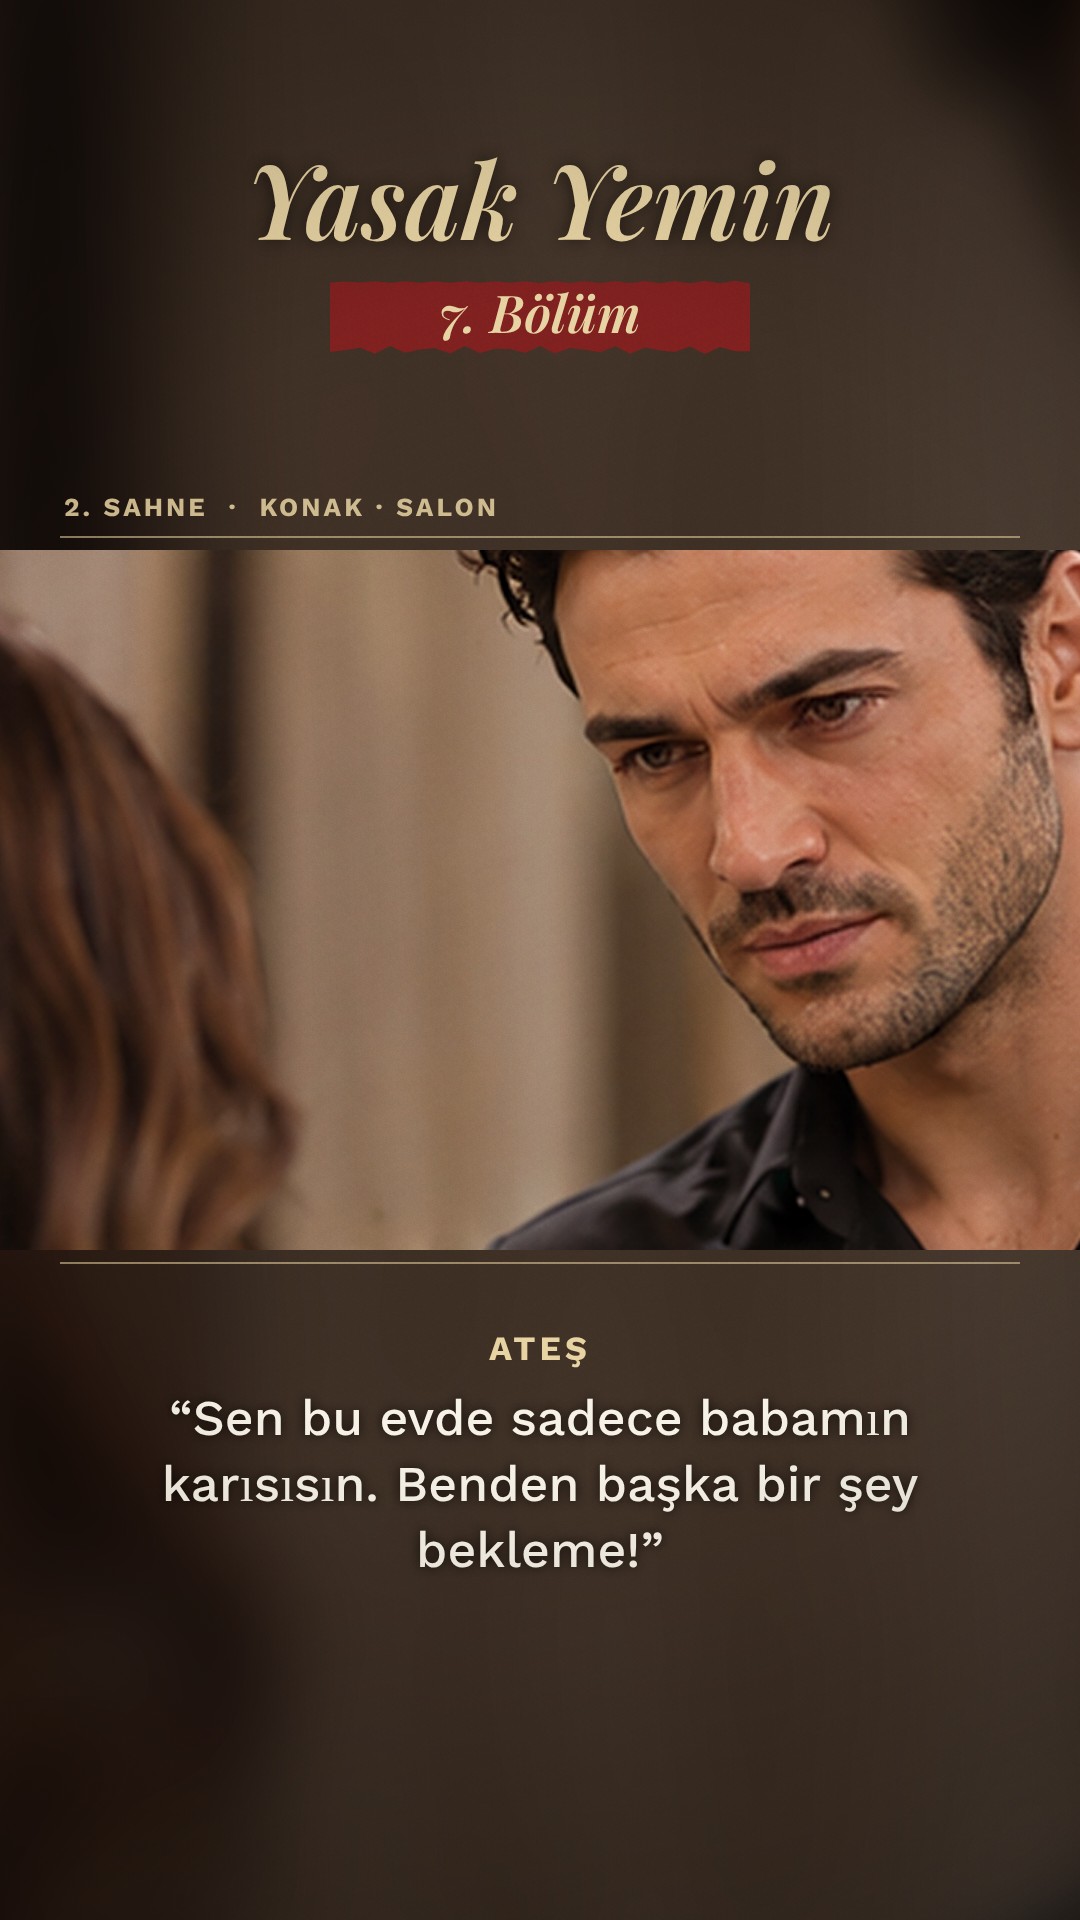 Yasak Yemin
7. Bölüm
2. SAHNE · KONAK · SALON
ATEŞ
“Sen bu evde sadece babamın
karısısın. Benden başka bir şey
bekleme!”